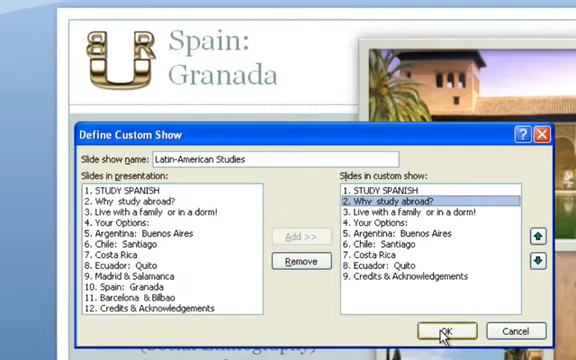 BUR
Spain:
Granada
Define Custom Show
Slide show name: Latin-American Studies
Slides in presentation:
1. STUDY SPANISH
2. Why study abroad?
3. Live with a family or in a dorm!
4. Your Options:
5. Argentina: Buenos Aires
6. Chile: Santiago
7. Costa Rica
8. Ecuador: Quito
9. Madrid & Salamanca
10. Spain: Granada
11. Barcelona & Bilbao
12. Credits & Acknowledgements
Add >>
Remove
Slides in custom show:
1. STUDY SPANISH
2. Why study abroad?
3. Live with a family or in a dorm!
4. Your Options:
5. Argentina: Buenos Aires
6. Chile: Santiago
7. Costa Rica
8. Ecuador: Quito
9. Credits & Acknowledgements
OK
Cancel
(Social Ethnography)